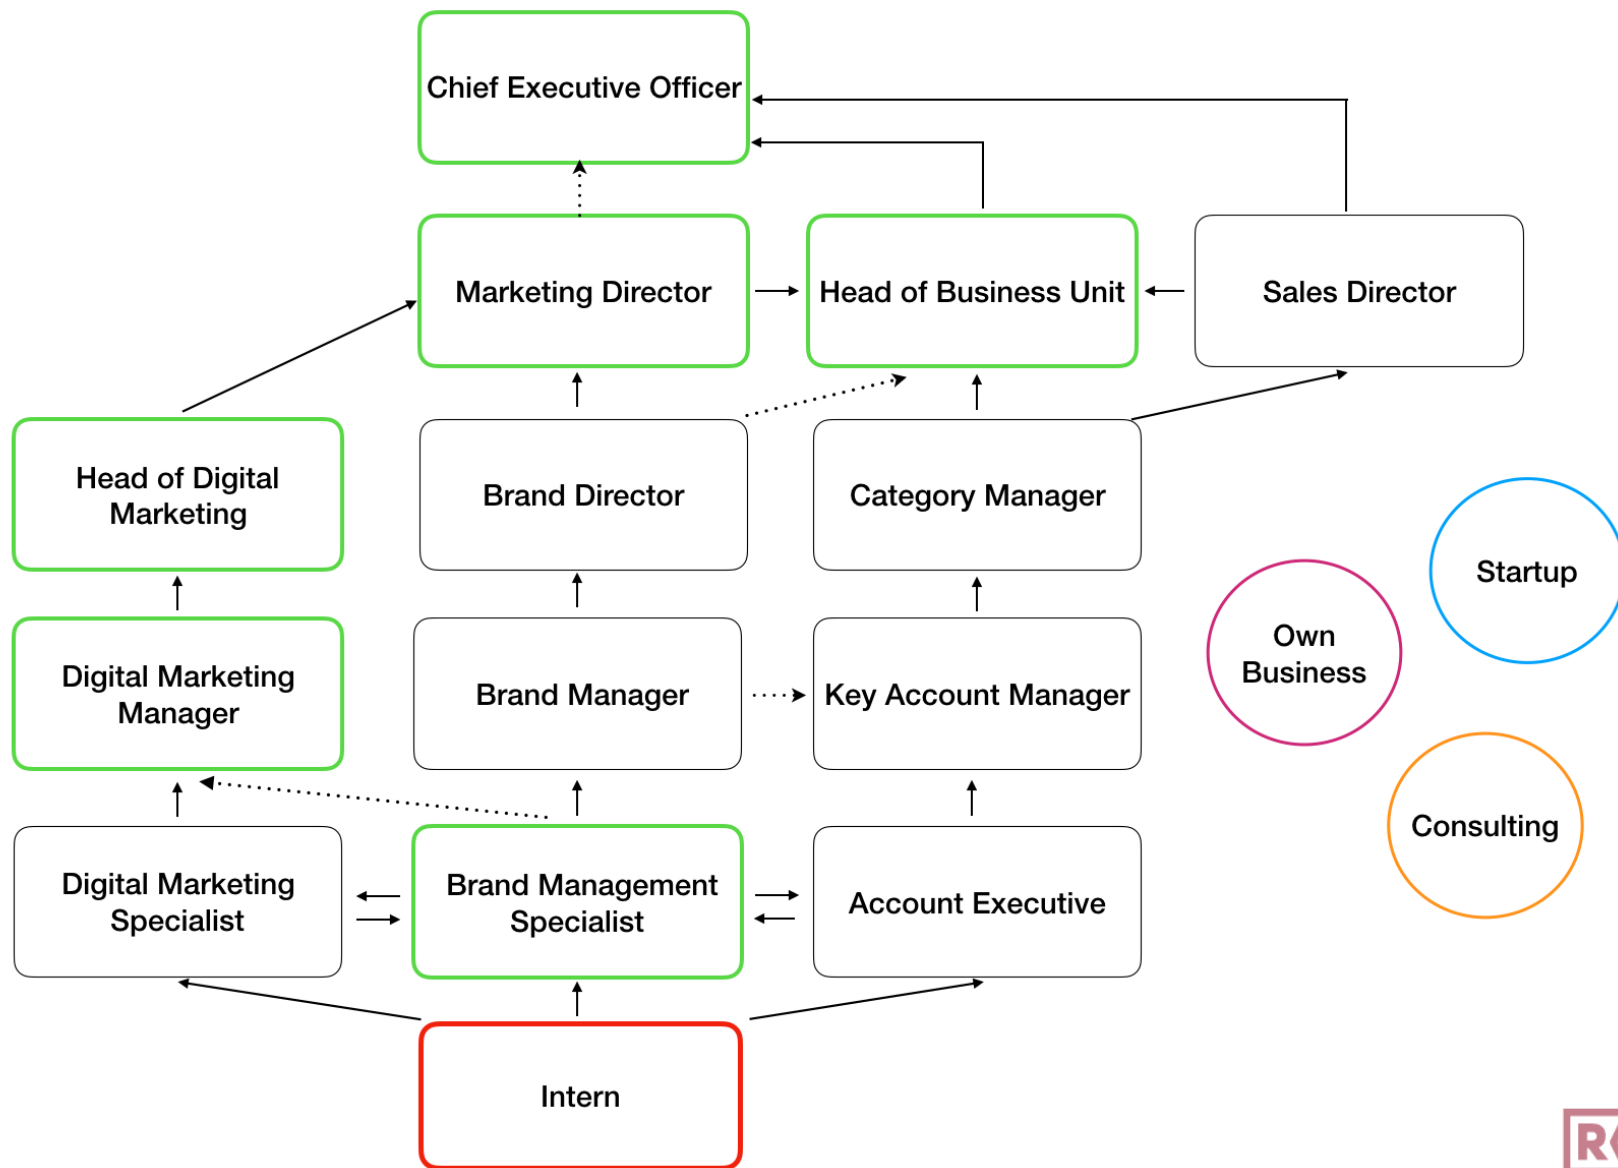 Chief Executive Officer
Marketing Director
Head of Business Unit
Sales Director
Head of Digital
Marketing
Brand Director
Category Manager
Startup
Own
Business
Digital Marketing
Manager
Brand Manager
Key Account Manager
Consulting
Digital Marketing
Specialist
Brand Management
Specialist
Account Executive
Intern